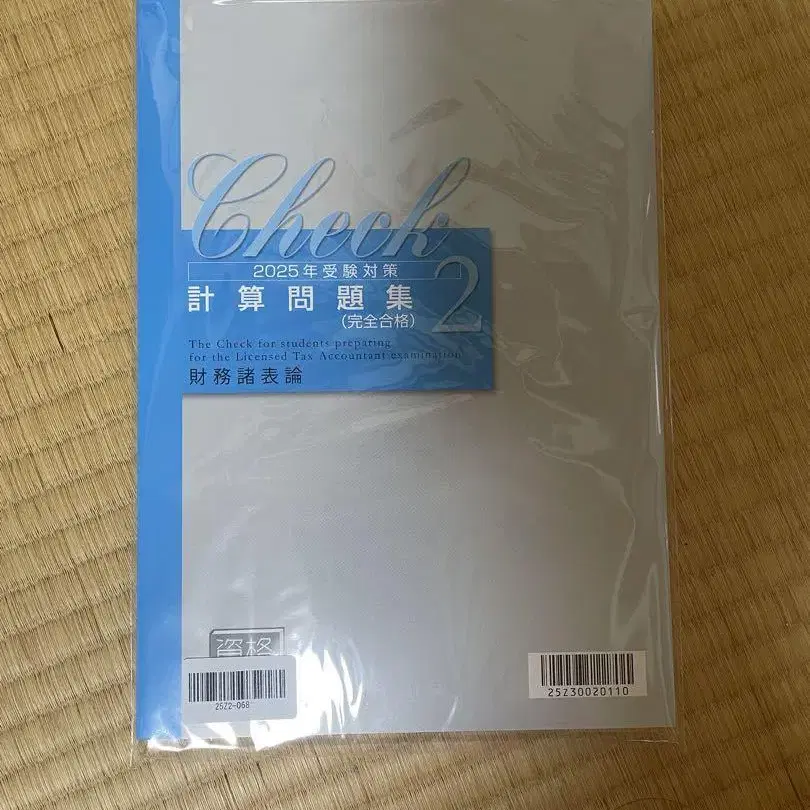 Check
2025年受験対策
計算問題集 2
(完全合格)
The Check for students preparing
for the Licensed Tax Accountant examination
財務諸表論
資格
25Z2-068
25Z30020110